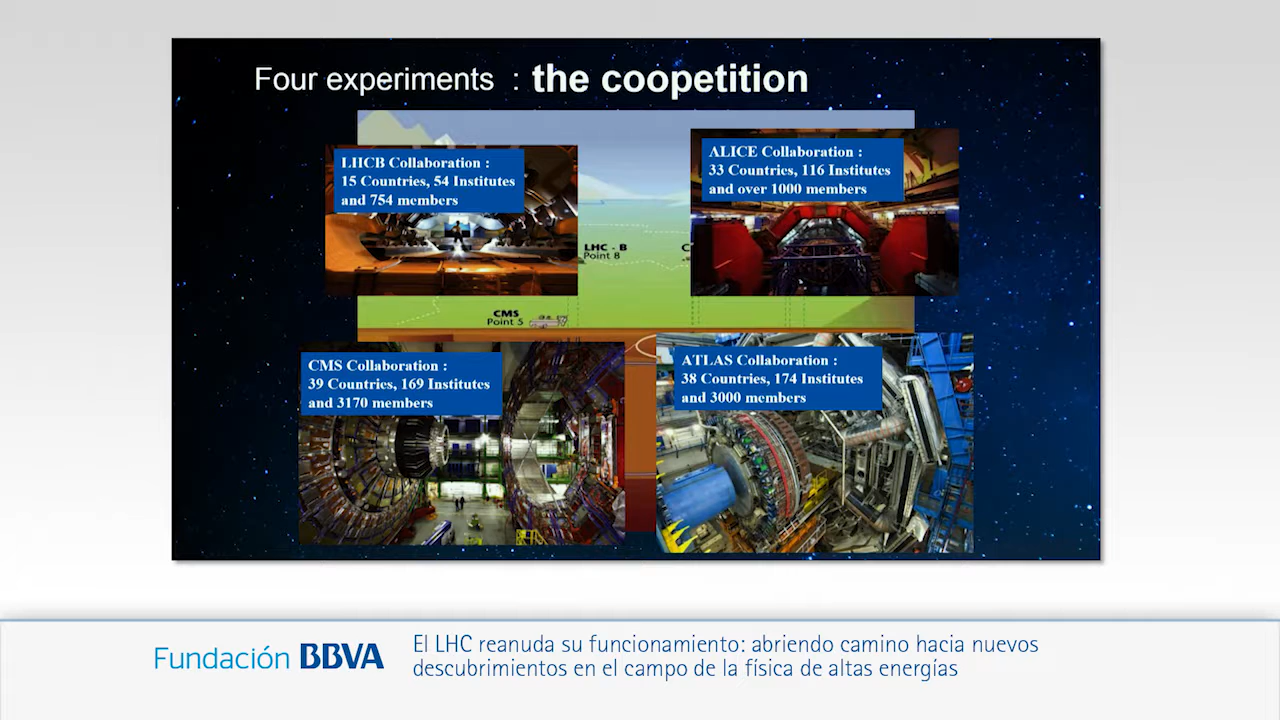 Four experiments : the coopetition
LHCB Collaboration :
15 Countries, 54 Institutes
and 754 members
ALICE Collaboration :
33 Countries, 116 Institutes
and over 1000 members
LHC - B
Point 8
CMS
Point 5
CMS Collaboration :
39 Countries, 169 Institutes
and 3170 members
ATLAS Collaboration :
38 Countries, 174 Institutes
and 3000 members
Fundación BBVA
El LHC reanuda su funcionamiento: abriendo camino hacia nuevos
descubrimientos en el campo de la física de altas energías